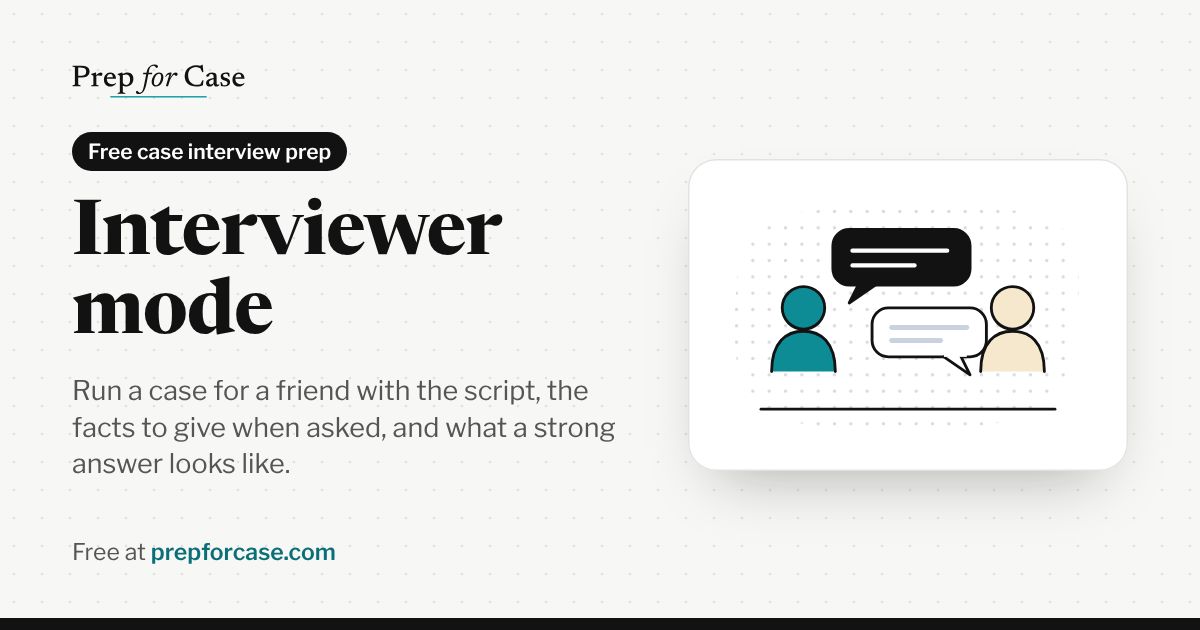 Prep for Case
Free case interview prep
Interviewer
mode
Run a case for a friend with the script, the
facts to give when asked, and what a strong
answer looks like.
Free at prepforcase.com